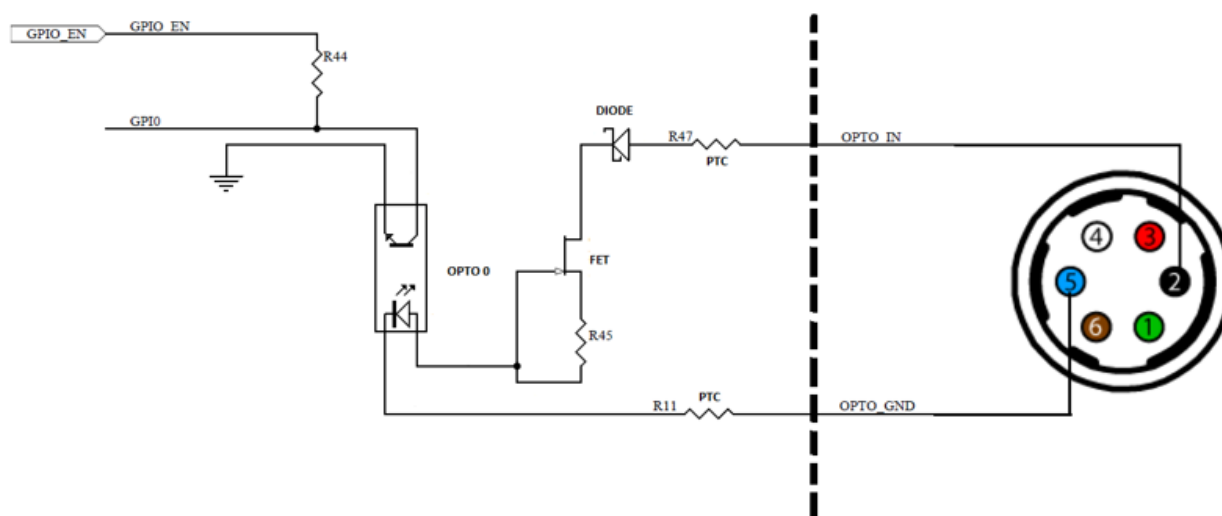 GPIO_EN
GPIO_EN
R44
GPI0
DIODE
R47
PTC
OPTO_IN
4
3
OPTO 0
FET
5
2
R45
6
1
PTC
R11
OPTO_GND